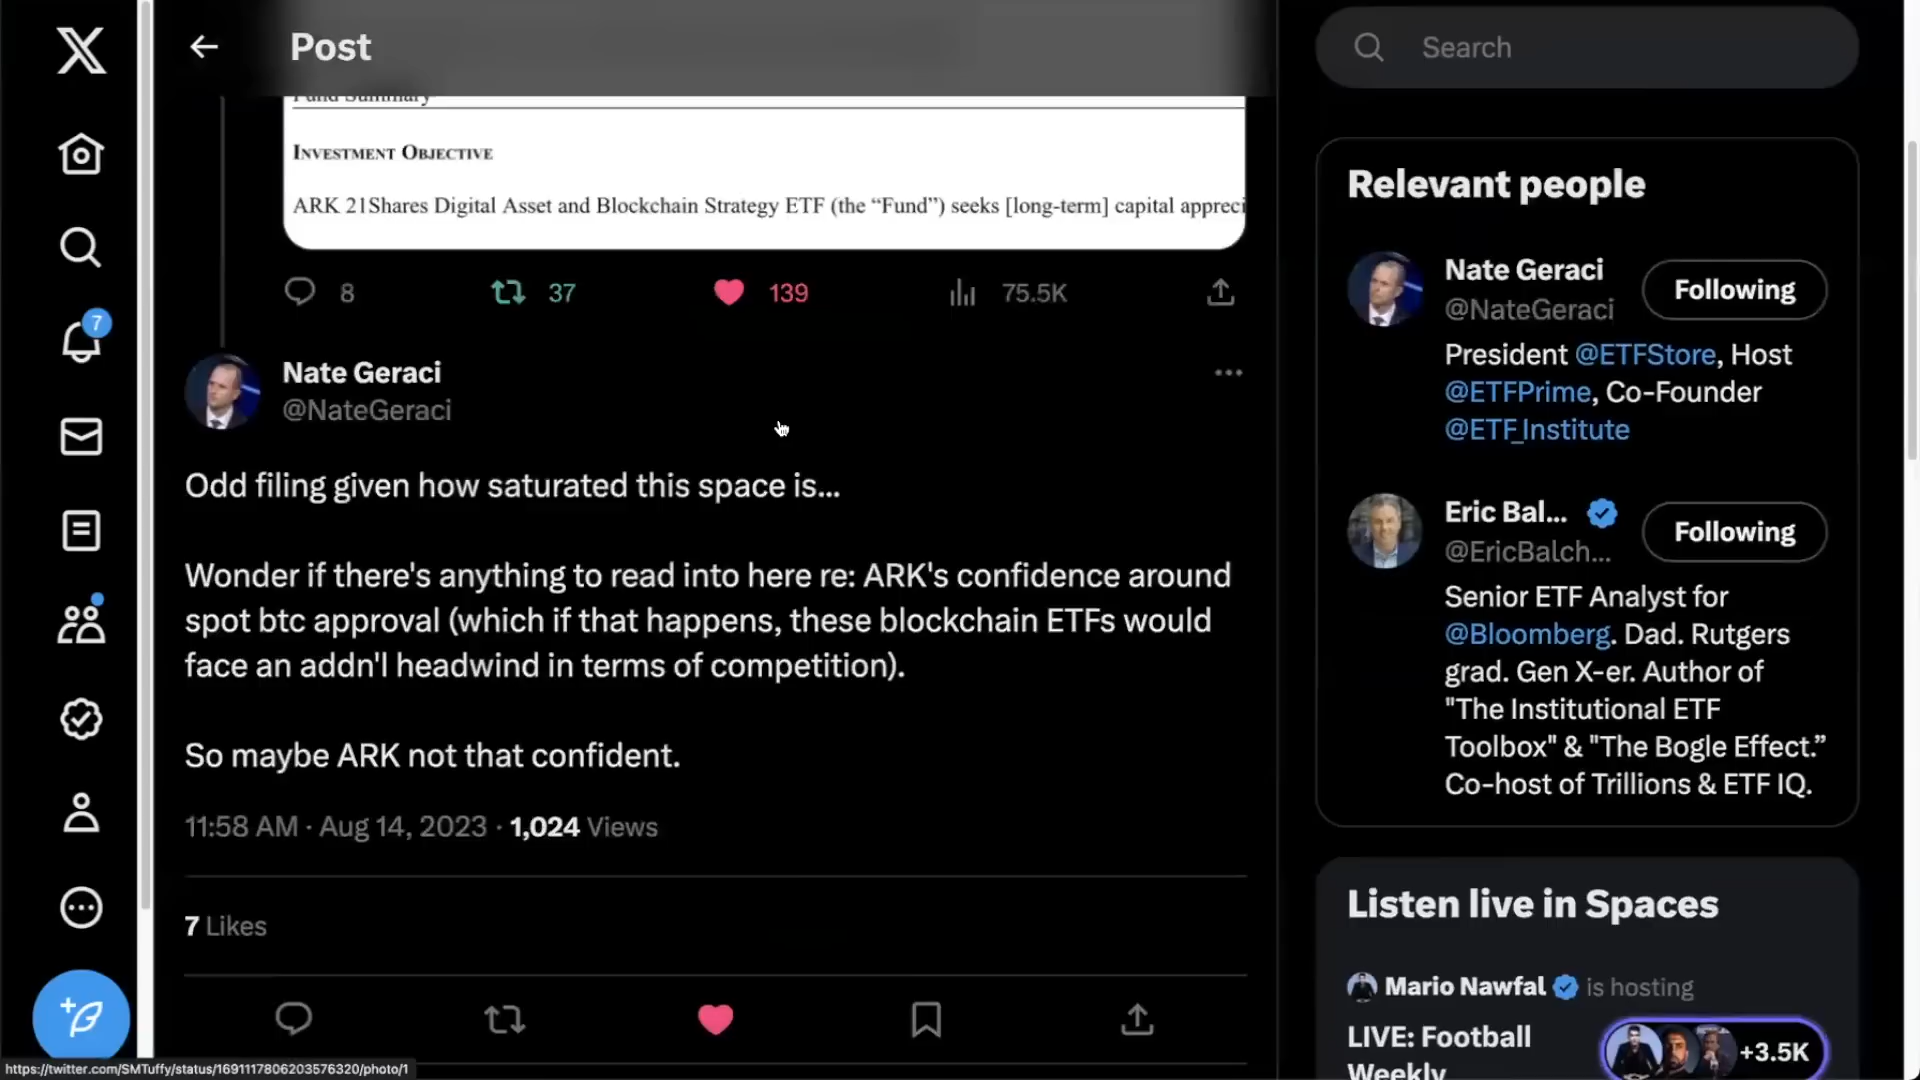 Post
Search
Fund Summary
INVESTMENT OBJECTIVE
ARK 21Shares Digital Asset and Blockchain Strategy ETF (the “Fund”) seeks [long-term] capital appreci
8
37
139
75.5K
7
Nate Geraci
@NateGeraci
Odd filing given how saturated this space is...
Wonder if there's anything to read into here re: ARK's confidence around
spot btc approval (which if that happens, these blockchain ETFs would
face an addn'l headwind in terms of competition).
So maybe ARK not that confident.
11:58 AM · Aug 14, 2023 · 1,024 Views
7 Likes
Relevant people
Nate Geraci
@NateGeraci
Following
President @ETFStore, Host
@ETFPrime, Co-Founder
@ETF_Institute
Eric Bal...
@EricBalch...
Following
Senior ETF Analyst for
@Bloomberg. Dad. Rutgers
grad. Gen X-er. Author of
"The Institutional ETF
Toolbox" & "The Bogle Effect.”
Co-host of Trillions & ETF IQ.
Listen live in Spaces
Mario Nawfal is hosting
LIVE: Football
Weekly
+3.5K
https://twitter.com/SMTuffy/status/1691117806203576320/photo/1